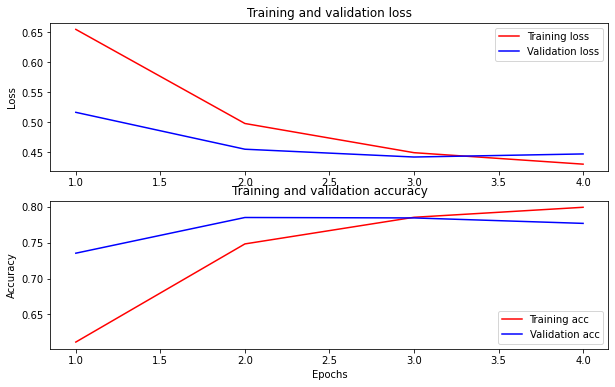 Training and validation loss
0.65
0.60
0.55
0.50
0.45
Loss
Training loss
Validation loss
1.0 1.5 2.0 2.5 3.0 3.5 4.0
Training and validation accuracy
0.80
0.75
0.70
0.65
Accuracy
Training acc
Validation acc
1.0 1.5 2.0 2.5 3.0 3.5 4.0
Epochs